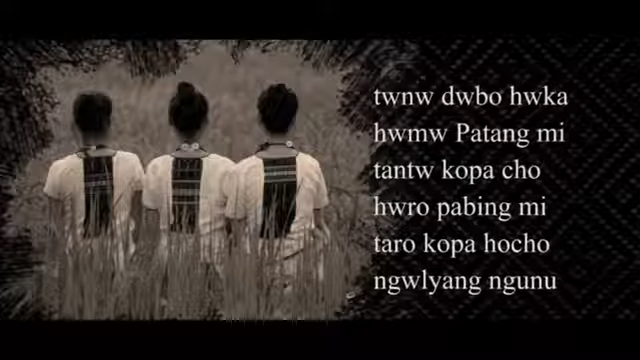 twnw dwbo hwka
hwmw Patang mi
tantw kopa cho
hwro pabing mi
taro kopa hocho
ngwlyang ngunu